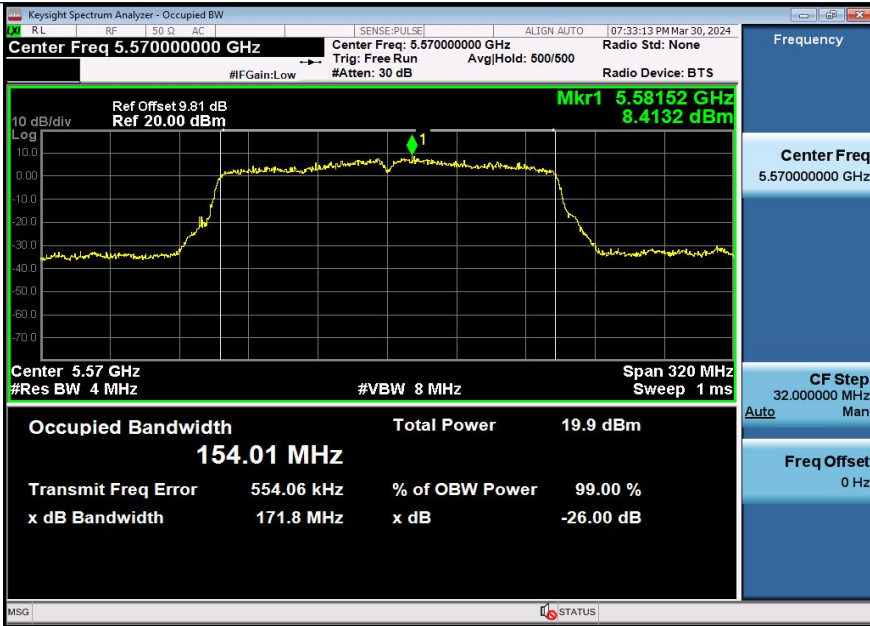 Keysight Spectrum Analyzer - Occupied BW
LXI RL RF 50 Ω AC SENSE:PULSE ALIGN AUTO 07:33:13 PM Mar 30, 2024
Center Freq 5.570000000 GHz
Center Freq: 5.570000000 GHz
Radio Std: None
Trig: Free Run Avg|Hold: 500/500
#IFGain:Low #Atten: 30 dB Radio Device: BTS
Frequency
Ref Offset 9.81 dB
Mkr1 5.58152 GHz
10 dB/div Ref 20.00 dBm 8.4132 dBm
Log
1
10.0
0.00
-10.0
-20.0
-30.0
-40.0
-50.0
-60.0
-70.0
Center 5.57 GHz Span 320 MHz
#Res BW 4 MHz #VBW 8 MHz Sweep 1 ms
Center Freq
5.570000000 GHz
CF Step
32.000000 MHz
Auto Man
Freq Offset
0 Hz
Occupied Bandwidth Total Power 19.9 dBm
154.01 MHz
Transmit Freq Error 554.06 kHz % of OBW Power 99.00 %
x dB Bandwidth 171.8 MHz x dB -26.00 dB
MSG STATUS